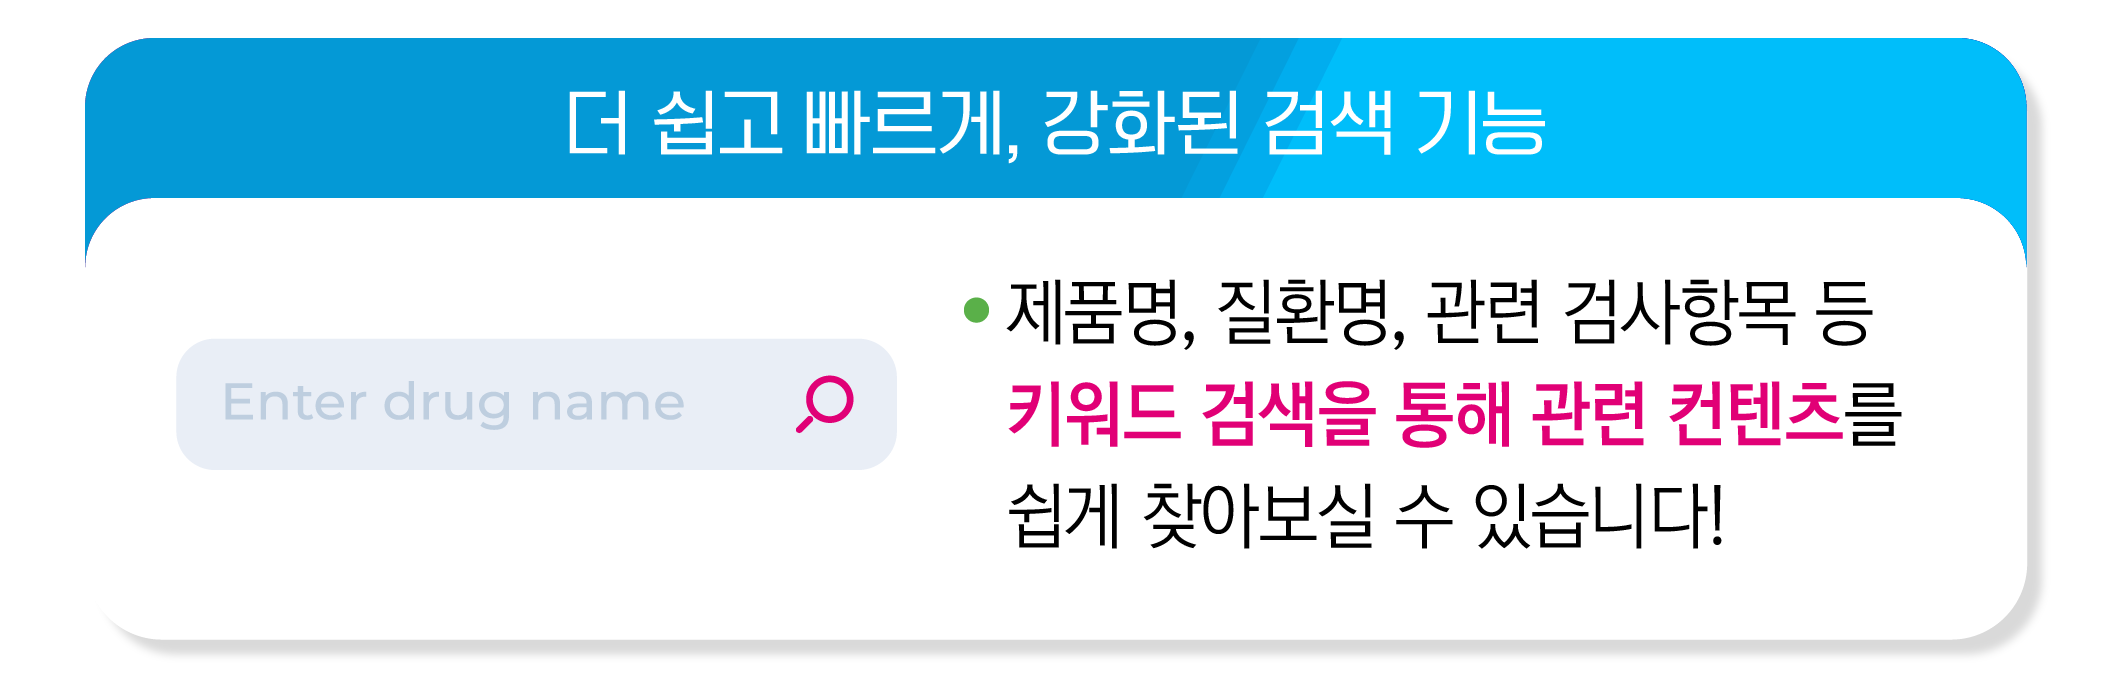 더 쉽고 빠르게, 강화된 검색 기능
Enter drug name
• 제품명, 질환명, 관련 검사항목 등
키워드 검색을 통해 관련 컨텐츠를
쉽게 찾아보실 수 있습니다!